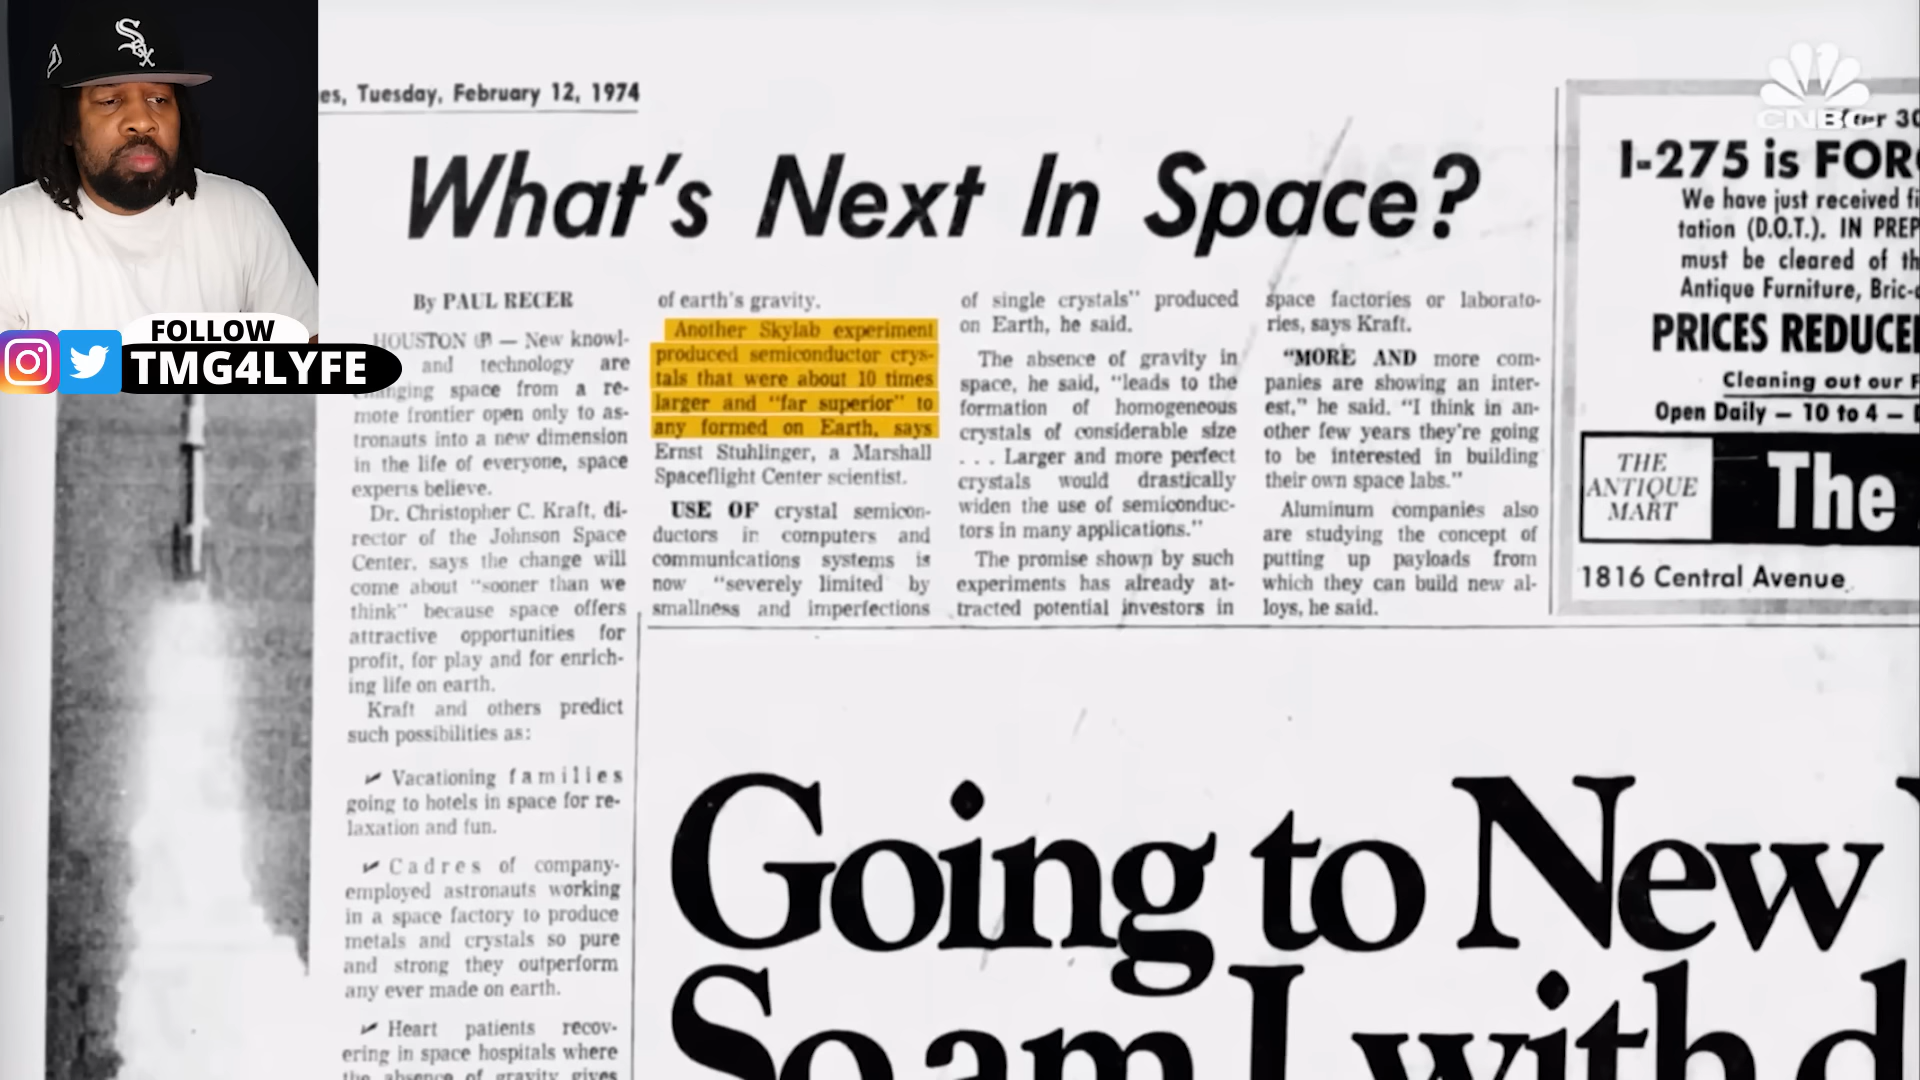 es, Tuesday, February 12, 1974
What's Next In Space?
By PAUL RECER
HOUSTON — New knowl-
and technology are
space from a re-
mote frontier open only to as-
tronauts into a new dimension
in the life of everyone, space
experts believe.
Dr. Christopher C. Kraft, di-
rector of the Johnson Space
Center, says the change will
come about "sooner than we
think" because space offers
attractive opportunities for
profit, for play and for enrich-
ing life on earth.
Kraft and others predict
such possibilities as:
Vacationing families
going to hotels in space for re-
laxation and fun.
Cadres of company-
employed astronauts working
in a space factory to produce
metals and crystals so pure
and strong they outperform
any ever made on earth.
Heart patients recov-
ering in space hospitals where
the absence of gravity gives
of earth's gravity.
Another Skylab experiment
produced semiconductor crys-
tals that were about 10 times
larger and "far superior" to
any formed on Earth, says
Ernst Stuhlinger, a Marshall
Spaceflight Center scientist.
USE OF crystal semicon-
ductors in computers and
communications systems is
now "severely limited by
smallness and imperfections
of single crystals" produced
on Earth, he said.
The absence of gravity in
space, he said, "leads to the
formation of homogeneous
crystals of considerable size
. . . Larger and more perfect
crystals would drastically
widen the use of semiconduc-
tors in many applications."
The promise shown by such
experiments has already at-
tracted potential investors in
space factories or laborato-
ries, says Kraft.
"MORE AND more com-
panies are showing an inter-
est," he said. "I think in an-
other few years they're going
to be interested in building
their own space labs."
Aluminum companies also
are studying the concept of
putting up payloads from
which they can build new al-
loys, he said.
30
I-275 is FOR
We have just received fi
tation (D.O.T.). IN PREP
must be cleared of th
Antique Furniture, Bric-
PRICES REDUCE
Cleaning out our
Open Daily — 10 to 4 —
THE
ANTIQUE
MART
The
1816 Central Avenue
Going to New
So am I with d
CNBC
Sox
FOLLOW
TMG4LYFE